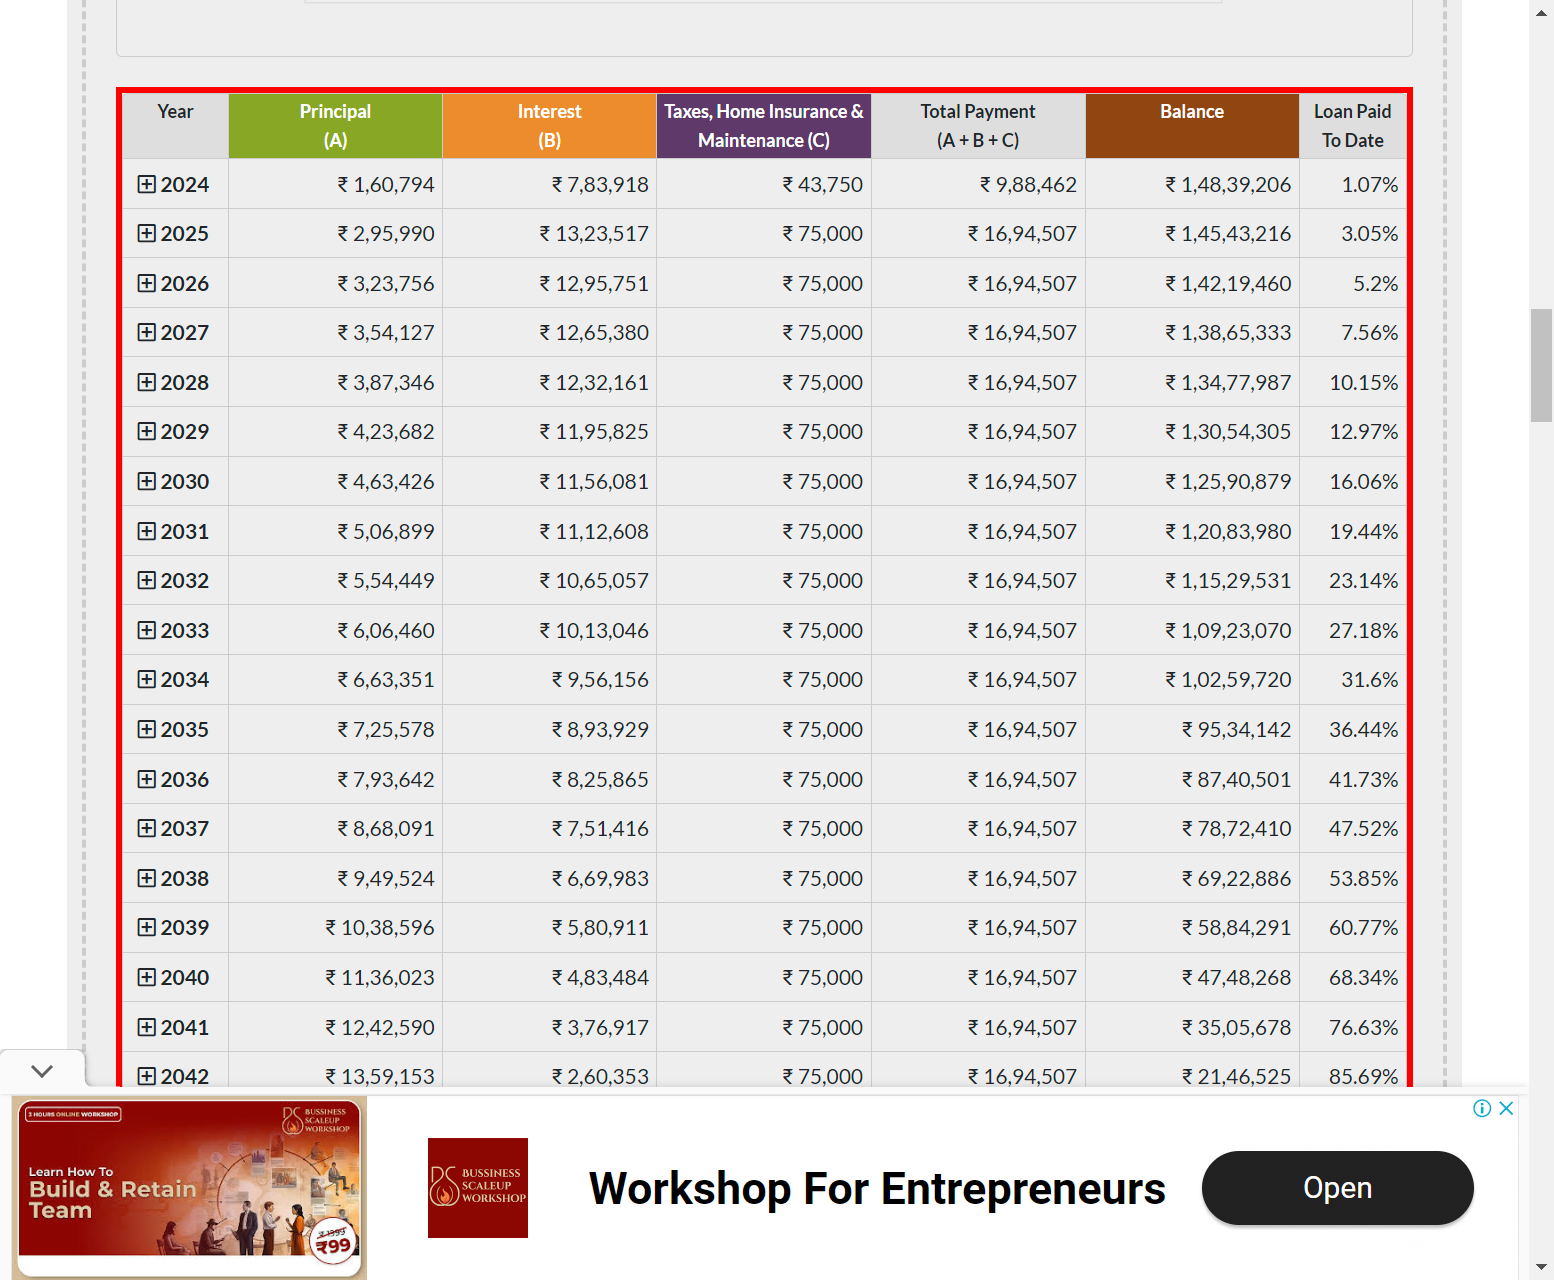 Year Principal Interest Taxes, Home Insurance & Total Payment Balance Loan Paid
(A) (B) Maintenance (C) (A + B + C) To Date
2024 ₹ 1,60,794 ₹ 7,83,918 ₹ 43,750 ₹ 9,88,462 ₹ 1,48,39,206 1.07%
2025 ₹ 2,95,990 ₹ 13,23,517 ₹ 75,000 ₹ 16,94,507 ₹ 1,45,43,216 3.05%
2026 ₹ 3,23,756 ₹ 12,95,751 ₹ 75,000 ₹ 16,94,507 ₹ 1,42,19,460 5.2%
2027 ₹ 3,54,127 ₹ 12,65,380 ₹ 75,000 ₹ 16,94,507 ₹ 1,38,65,333 7.56%
2028 ₹ 3,87,346 ₹ 12,32,161 ₹ 75,000 ₹ 16,94,507 ₹ 1,34,77,987 10.15%
2029 ₹ 4,23,682 ₹ 11,95,825 ₹ 75,000 ₹ 16,94,507 ₹ 1,30,54,305 12.97%
2030 ₹ 4,63,426 ₹ 11,56,081 ₹ 75,000 ₹ 16,94,507 ₹ 1,25,90,879 16.06%
2031 ₹ 5,06,899 ₹ 11,12,608 ₹ 75,000 ₹ 16,94,507 ₹ 1,20,83,980 19.44%
2032 ₹ 5,54,449 ₹ 10,65,057 ₹ 75,000 ₹ 16,94,507 ₹ 1,15,29,531 23.14%
2033 ₹ 6,06,460 ₹ 10,13,046 ₹ 75,000 ₹ 16,94,507 ₹ 1,09,23,070 27.18%
2034 ₹ 6,63,351 ₹ 9,56,156 ₹ 75,000 ₹ 16,94,507 ₹ 1,02,59,720 31.6%
2035 ₹ 7,25,578 ₹ 8,93,929 ₹ 75,000 ₹ 16,94,507 ₹ 95,34,142 36.44%
2036 ₹ 7,93,642 ₹ 8,25,865 ₹ 75,000 ₹ 16,94,507 ₹ 87,40,501 41.73%
2037 ₹ 8,68,091 ₹ 7,51,416 ₹ 75,000 ₹ 16,94,507 ₹ 78,72,410 47.52%
2038 ₹ 9,49,524 ₹ 6,69,983 ₹ 75,000 ₹ 16,94,507 ₹ 69,22,886 53.85%
2039 ₹ 10,38,596 ₹ 5,80,911 ₹ 75,000 ₹ 16,94,507 ₹ 58,84,291 60.77%
2040 ₹ 11,36,023 ₹ 4,83,484 ₹ 75,000 ₹ 16,94,507 ₹ 47,48,268 68.34%
2041 ₹ 12,42,590 ₹ 3,76,917 ₹ 75,000 ₹ 16,94,507 ₹ 35,05,678 76.63%
2042 ₹ 13,59,153 ₹ 2,60,353 ₹ 75,000 ₹ 16,94,507 ₹ 21,46,525 85.69%
3 HOURS ONLINE WORKSHOP
BUSSINESS
SCALEUP
WORKSHOP
Learn How To
Build & Retain
Team
₹ 1399
₹99
BUSSINESS
SCALEUP
WORKSHOP
Workshop For Entrepreneurs
Open